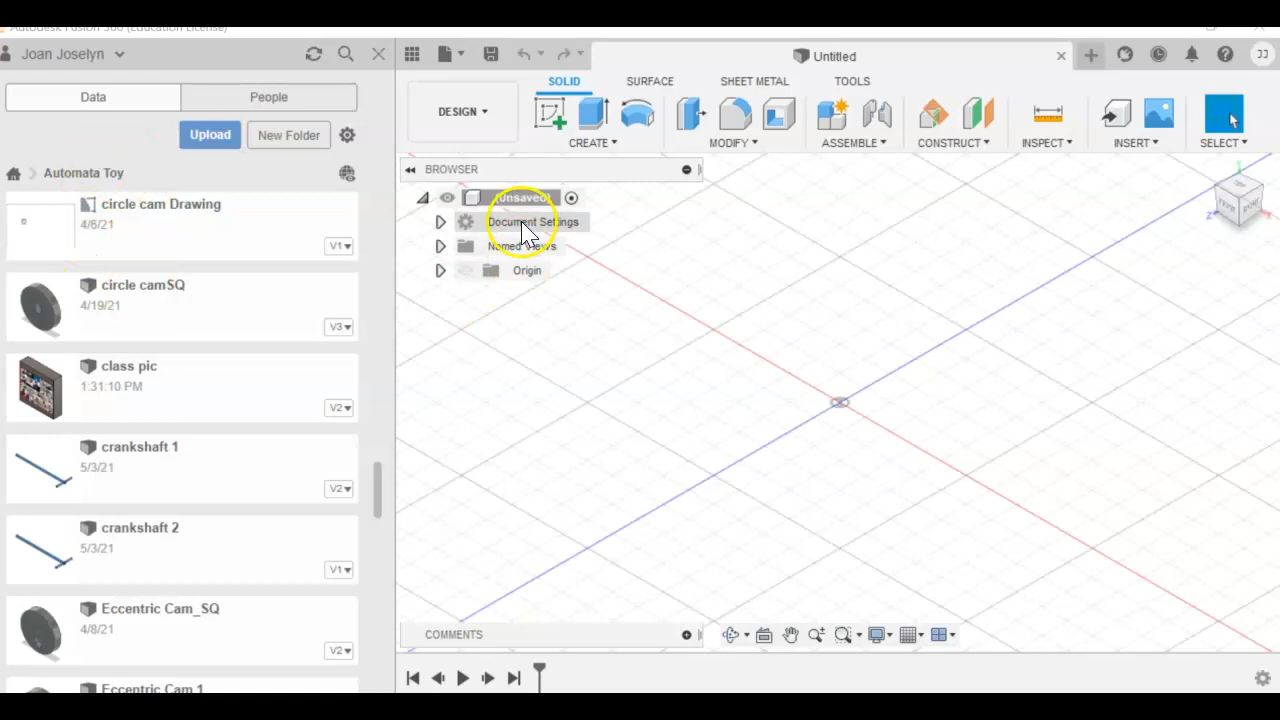 Autodesk Fusion 360 (Education License)
Joan Joselyn
Untitled
JJ
Data
People
Upload
New Folder
Automata Toy
circle cam Drawing
4/6/21
V1
circle camSQ
4/19/21
V3
class pic
1:31:10 PM
V2
crankshaft 1
5/3/21
V2
crankshaft 2
5/3/21
V1
Eccentric Cam_SQ
4/8/21
V2
Eccentric Cam 1
DESIGN
SOLID
SURFACE
SHEET METAL
TOOLS
CREATE
MODIFY
ASSEMBLE
CONSTRUCT
INSPECT
INSERT
SELECT
BROWSER
(Unsaved)
Document Settings
Named Views
Origin
TOP
FRONT
Z
COMMENTS